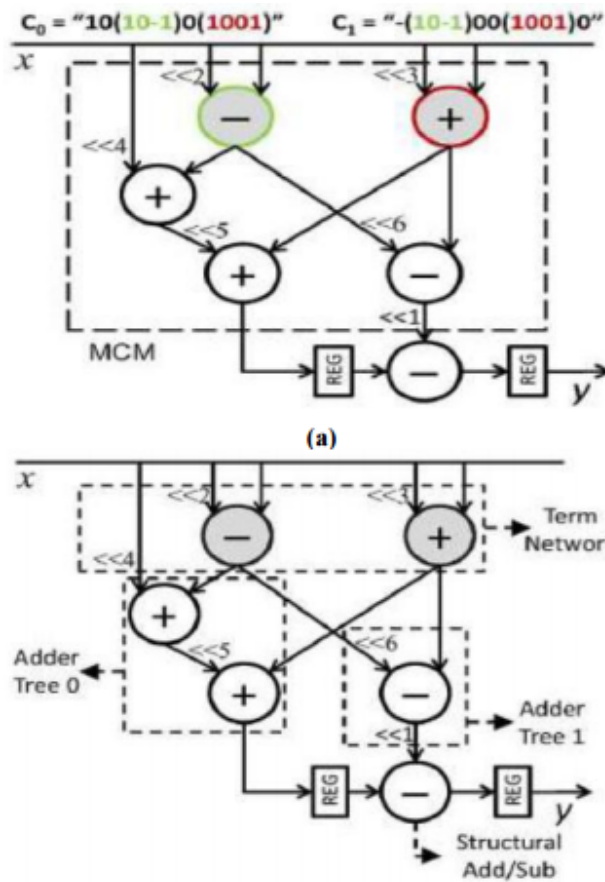 C0 = "10(10-1)0(1001)" C1 = "-(10-1)00(1001)0"
x
<<2 <<3
− +
<<4
+
<<5 <<6
+ −
<<1
MCM
REG − REG
y
(a)
x
<<2 <<3
− +
Term
Networ
<<4
+
<<5 <<6
Adder
Tree 0
+ −
Adder
Tree 1
<<1
REG − REG
y
Structural
Add/Sub